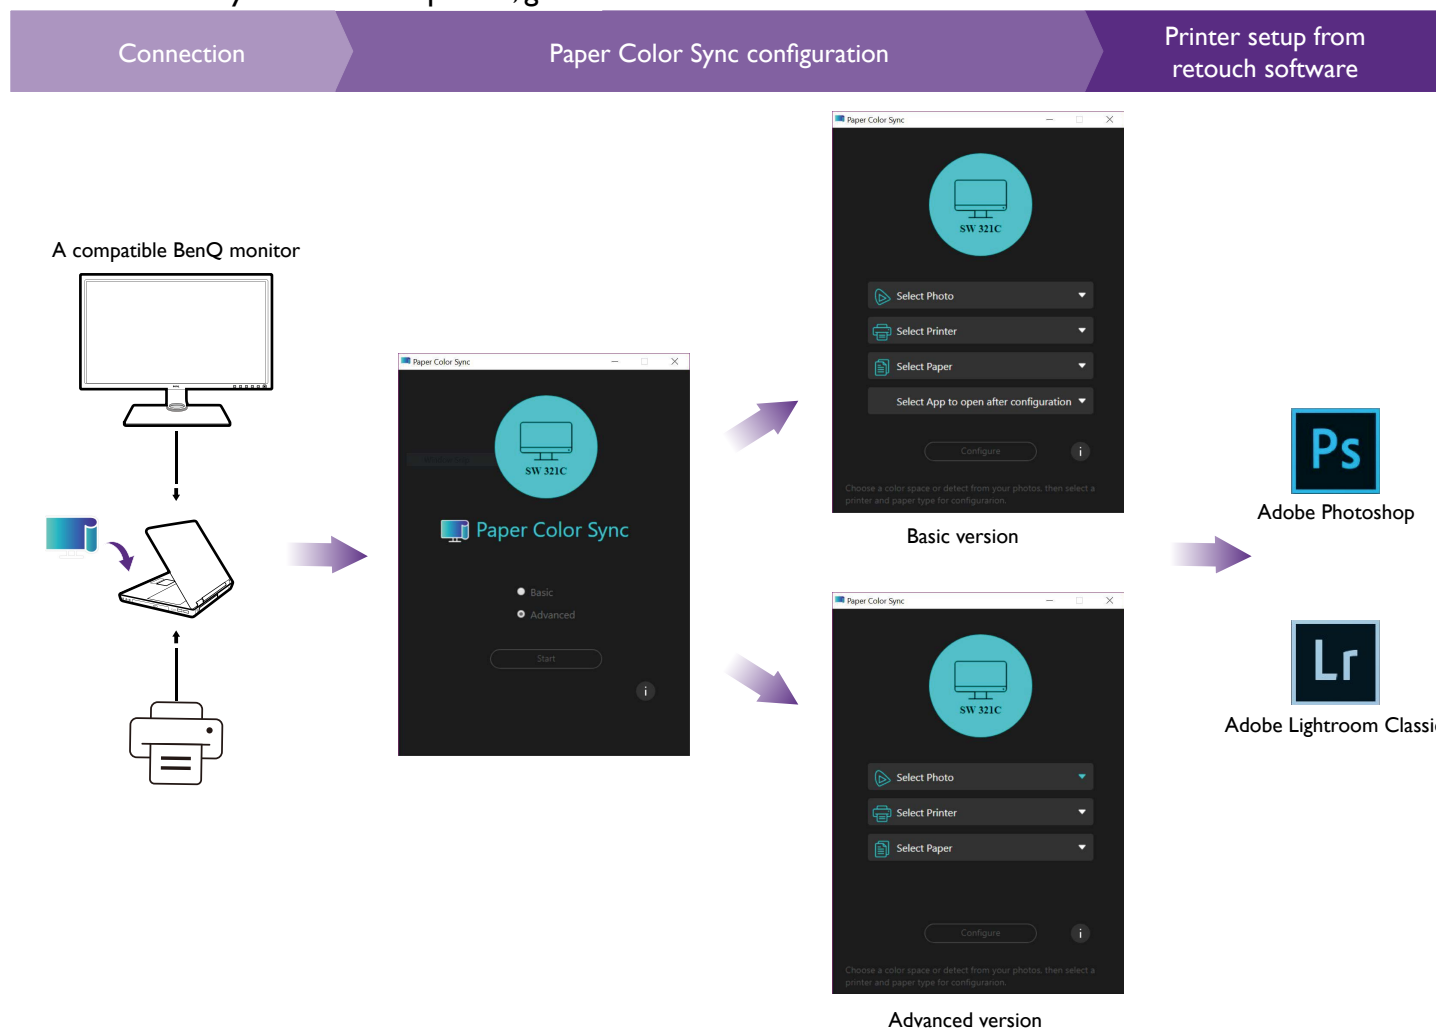 Connection
Paper Color Sync configuration
Printer setup from
retouch software
A compatible BenQ monitor
Paper Color Sync
SW 321C
Paper Color Sync
Basic
Advanced
Start
i
Paper Color Sync
SW 321C
Select Photo
Select Printer
Select Paper
Select App to open after configuration
Configure
i
Choose a color space or detect from your photos, then select a
printer and paper type for configurarion.
Basic version
Paper Color Sync
SW 321C
Select Photo
Select Printer
Select Paper
Configure
i
Choose a color space or detect from your photos, then select a
printer and paper type for configurarion.
Advanced version
Ps
Adobe Photoshop
Lr
Adobe Lightroom Classic